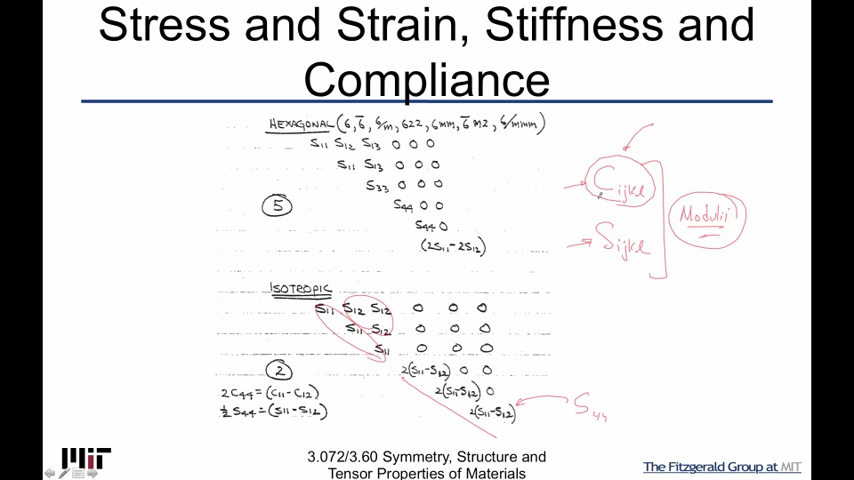 Stress and Strain, Stiffness and
Compliance
HEXAGONAL (6, 6̅, 6/m, 622, 6mm, 6̅m2, 6/mmm)
S11 S12 S13 0 0 0
S11 S13 0 0 0
S33 0 0 0
S44 0 0
S44 0
(2S11-2S12)
5
Cijkl
Sijkl
Modulii
ISOTROPIC
S11 S12 S12 0 0 0
S11 S12 0 0 0
S11 0 0 0
2(S11-S12) 0 0
2(S11-S12) 0
2(S11-S12)
2
2C44=(C11-C12)
½S44=(S11-S12)
S44
MIT
3.072/3.60 Symmetry, Structure and
Tensor Properties of Materials
The Fitzgerald Group at MIT